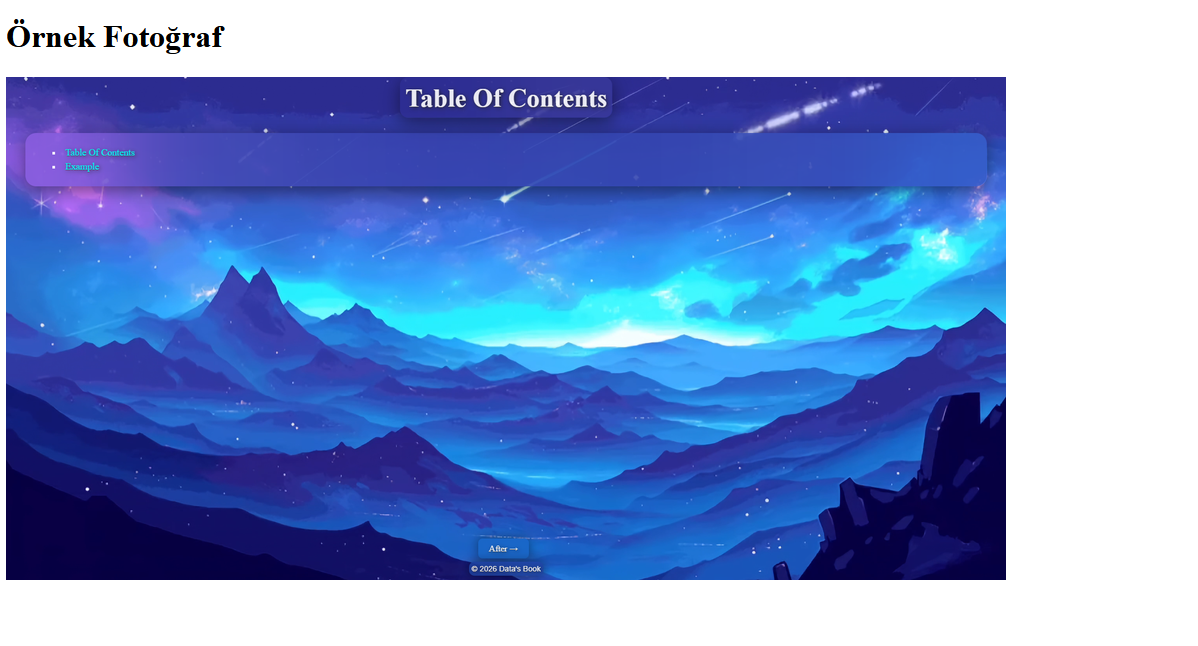 Örnek Fotoğraf
Table Of Contents
Table Of Contents
Example
After →
© 2026 Data's Book